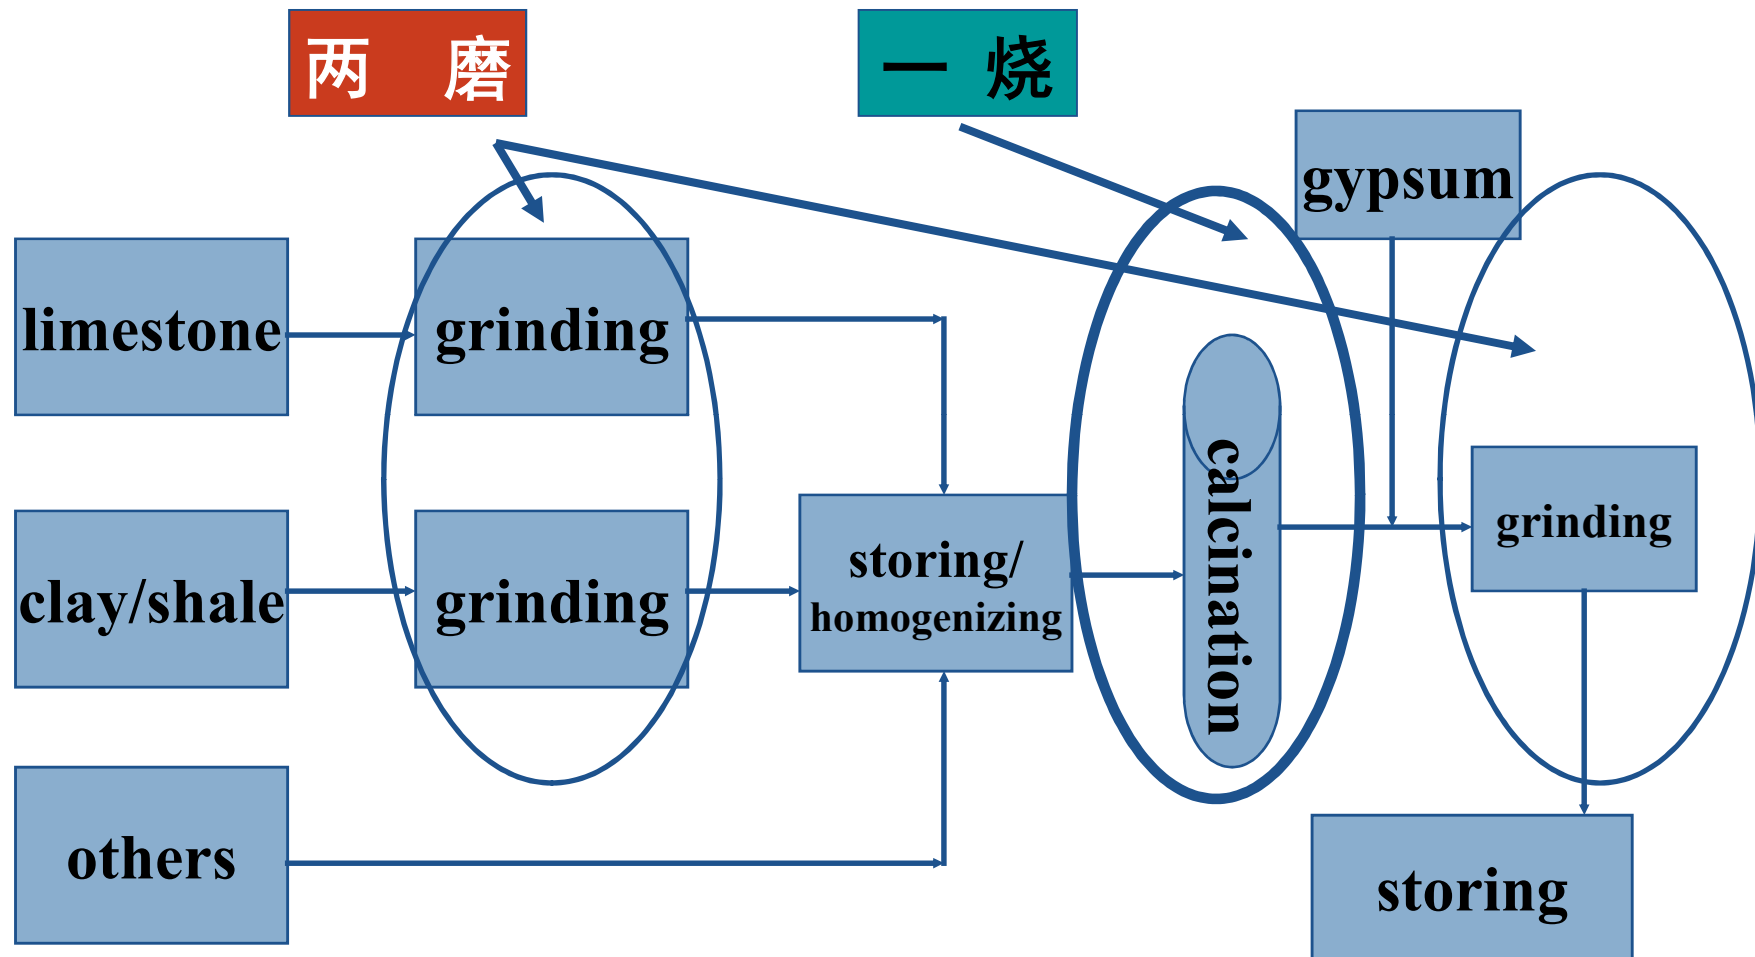 两 磨
一 烧
gypsum
limestone
grinding
clay/shale
grinding
storing/
homogenizing
calcination
grinding
others
storing